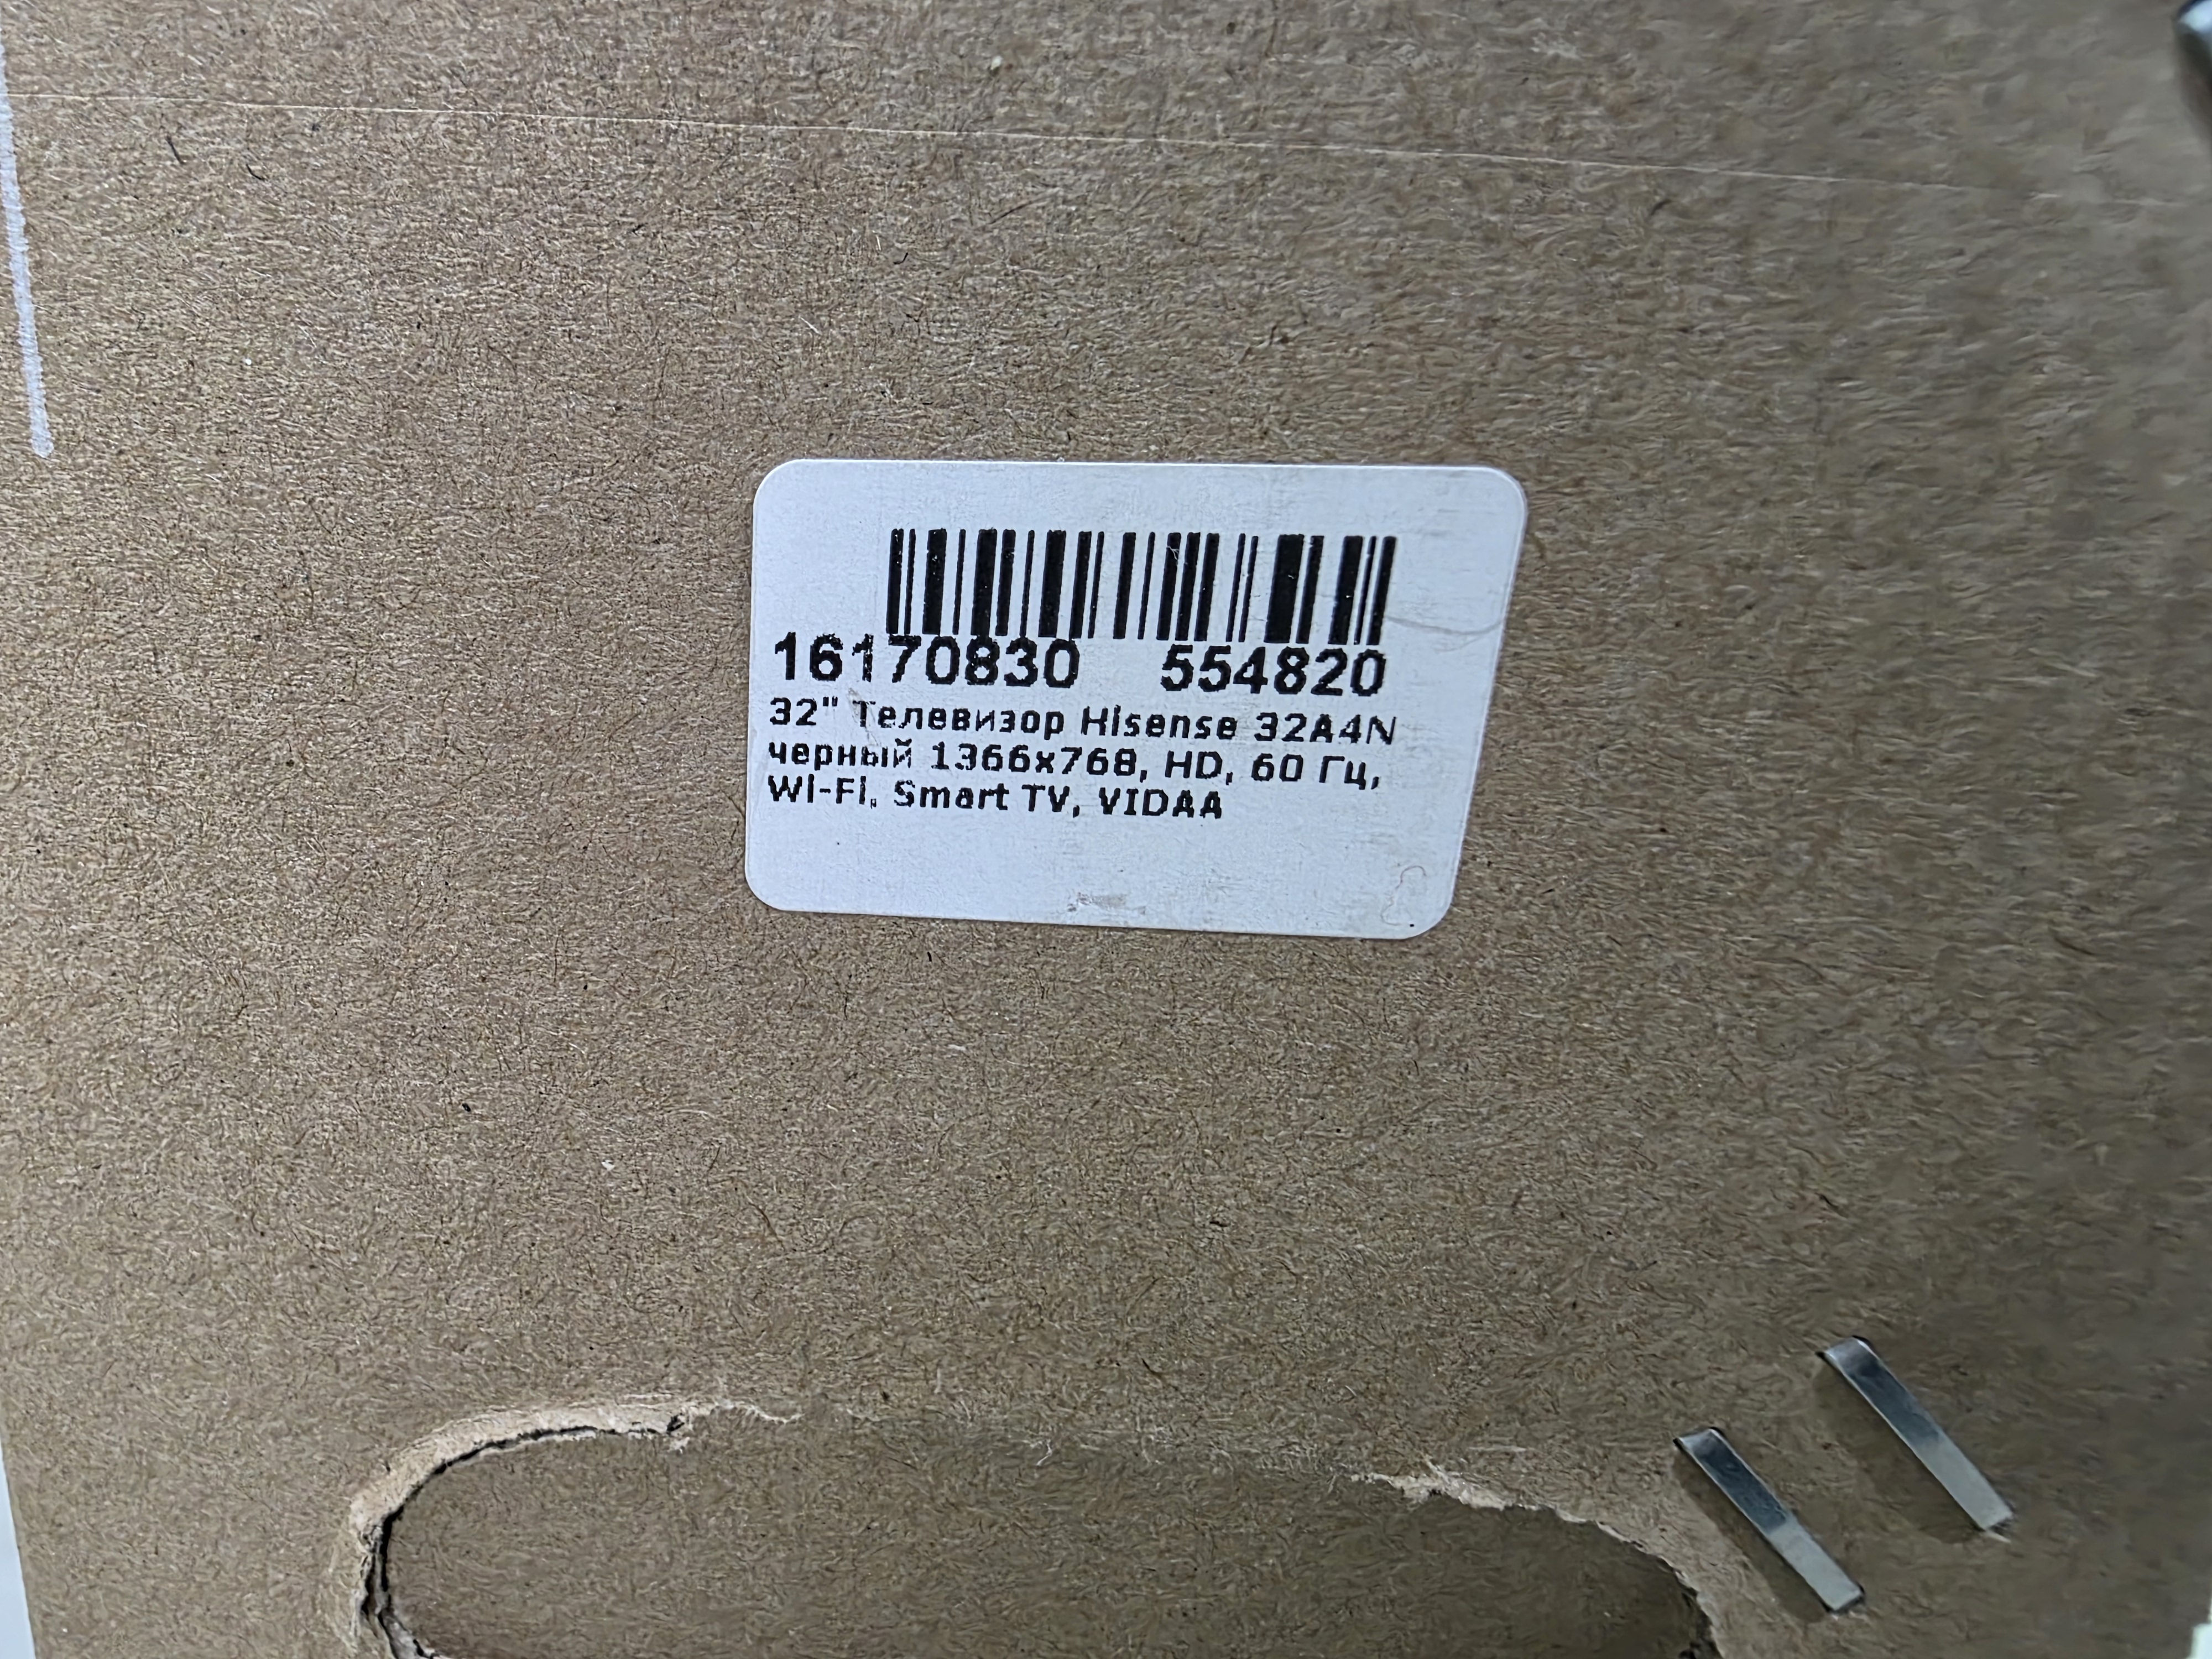 16170830 554820
32" Телевизор Hisense 32A4N
черный 1366x768, HD, 60 Гц,
Wi-Fi, Smart TV, VIDAA